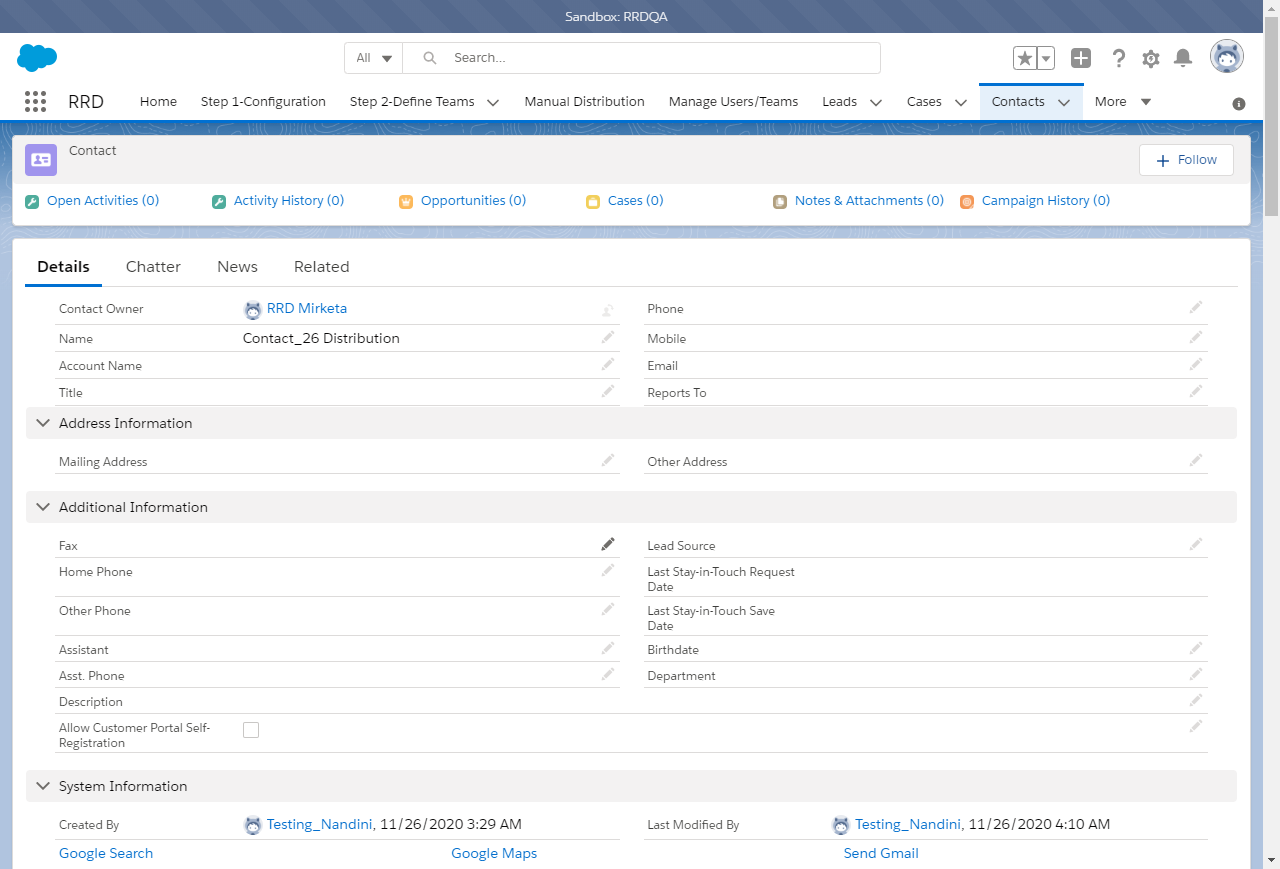 Sandbox: RRDQA
All Search...
RRD Home Step 1-Configuration Step 2-Define Teams Manual Distribution Manage Users/Teams Leads Cases Contacts More
Contact
Follow
Open Activities (0) Activity History (0) Opportunities (0) Cases (0) Notes & Attachments (0) Campaign History (0)
Details Chatter News Related
Contact Owner RRD Mirketa Phone
Name Contact_26 Distribution Mobile
Account Name Email
Title Reports To
Address Information
Mailing Address Other Address
Additional Information
Fax Lead Source
Home Phone Last Stay-in-Touch Request
Date
Other Phone Last Stay-in-Touch Save
Date
Assistant Birthdate
Asst. Phone Department
Description
Allow Customer Portal Self-
Registration
System Information
Created By Testing_Nandini, 11/26/2020 3:29 AM Last Modified By Testing_Nandini, 11/26/2020 4:10 AM
Google Search Google Maps Send Gmail